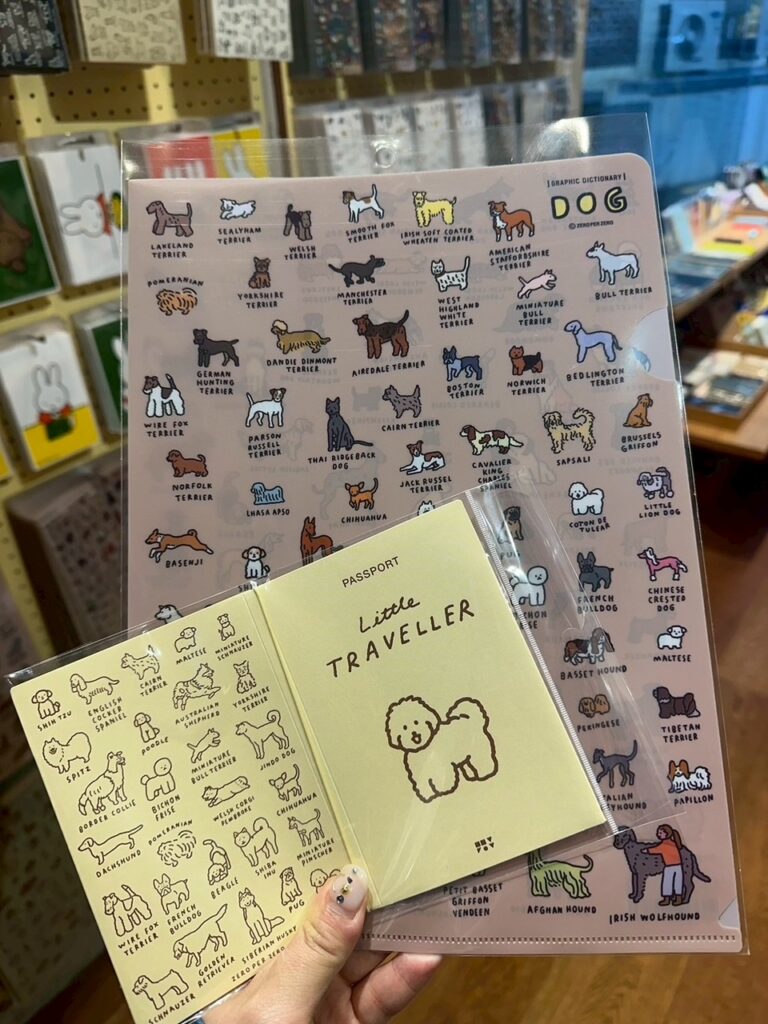 [GRAPHIC DICTIONARY]
DOG
© ZEROPERZERO
LAKELAND
TERRIER
SEALYHAM
TERRIER
WELSH
TERRIER
SMOOTH FOX
TERRIER
IRISH SOFT COATED
WHEATEN TERRIER
AMERICAN
STAFFORDSHIRE
TERRIER
POMERANIAN
YORKSHIRE
TERRIER
MANCHESTER
TERRIER
WEST
HIGHLAND
WHITE
TERRIER
MINIATURE
BULL
TERRIER
BULL TERRIER
GERMAN
HUNTING
TERRIER
DANDIE DINMONT
TERRIER
AIREDALE TERRIER
BOSTON
TERRIER
NORWICH
TERRIER
BEDLINGTON
TERRIER
WIRE FOX
TERRIER
PARSON
RUSSELL
TERRIER
THAI RIDGEBACK
DOG
CAIRN TERRIER
JACK RUSSEL
TERRIER
CAVALIER
KING
CHARLES
SPANIEL
SAPSALI
BRUSSELS
GRIFFON
NORFOLK
TERRIER
LHASA APSO
CHIHUAHUA
COTON DE
TULEAR
LITTLE
LION DOG
BASENJI
FRENCH
BULLDOG
CHINESE
CRESTED
DOG
BASSET HOUND
MALTESE
PEKINGESE
TIBETAN
TERRIER
PAPILLON
PETIT BASSET
GRIFFON
VENDEEN
AFGHAN HOUND
IRISH WOLFHOUND
PASSPORT
Little
TRAVELLER
SHIH TZU
ENGLISH
COCKER
SPANIEL
CAIRN
TERRIER
MALTESE
MINIATURE
SCHNAUZER
SPITZ
POODLE
AUSTRALIAN
SHEPHERD
YORKSHIRE
TERRIER
BORDER COLLIE
BICHON
FRISE
MINIATURE
BULL TERRIER
JINDO DOG
DACHSHUND
POMERANIAN
WELSH CORGI
PEMBROKE
CHIHUAHUA
WIRE FOX
TERRIER
FRENCH
BULLDOG
BEAGLE
SHIBA
INU
MINIATURE
PINSCHER
SCHNAUZER
GOLDEN
RETRIEVER
SIBERIAN HUSKY
PUG
ZERO PER ZERO